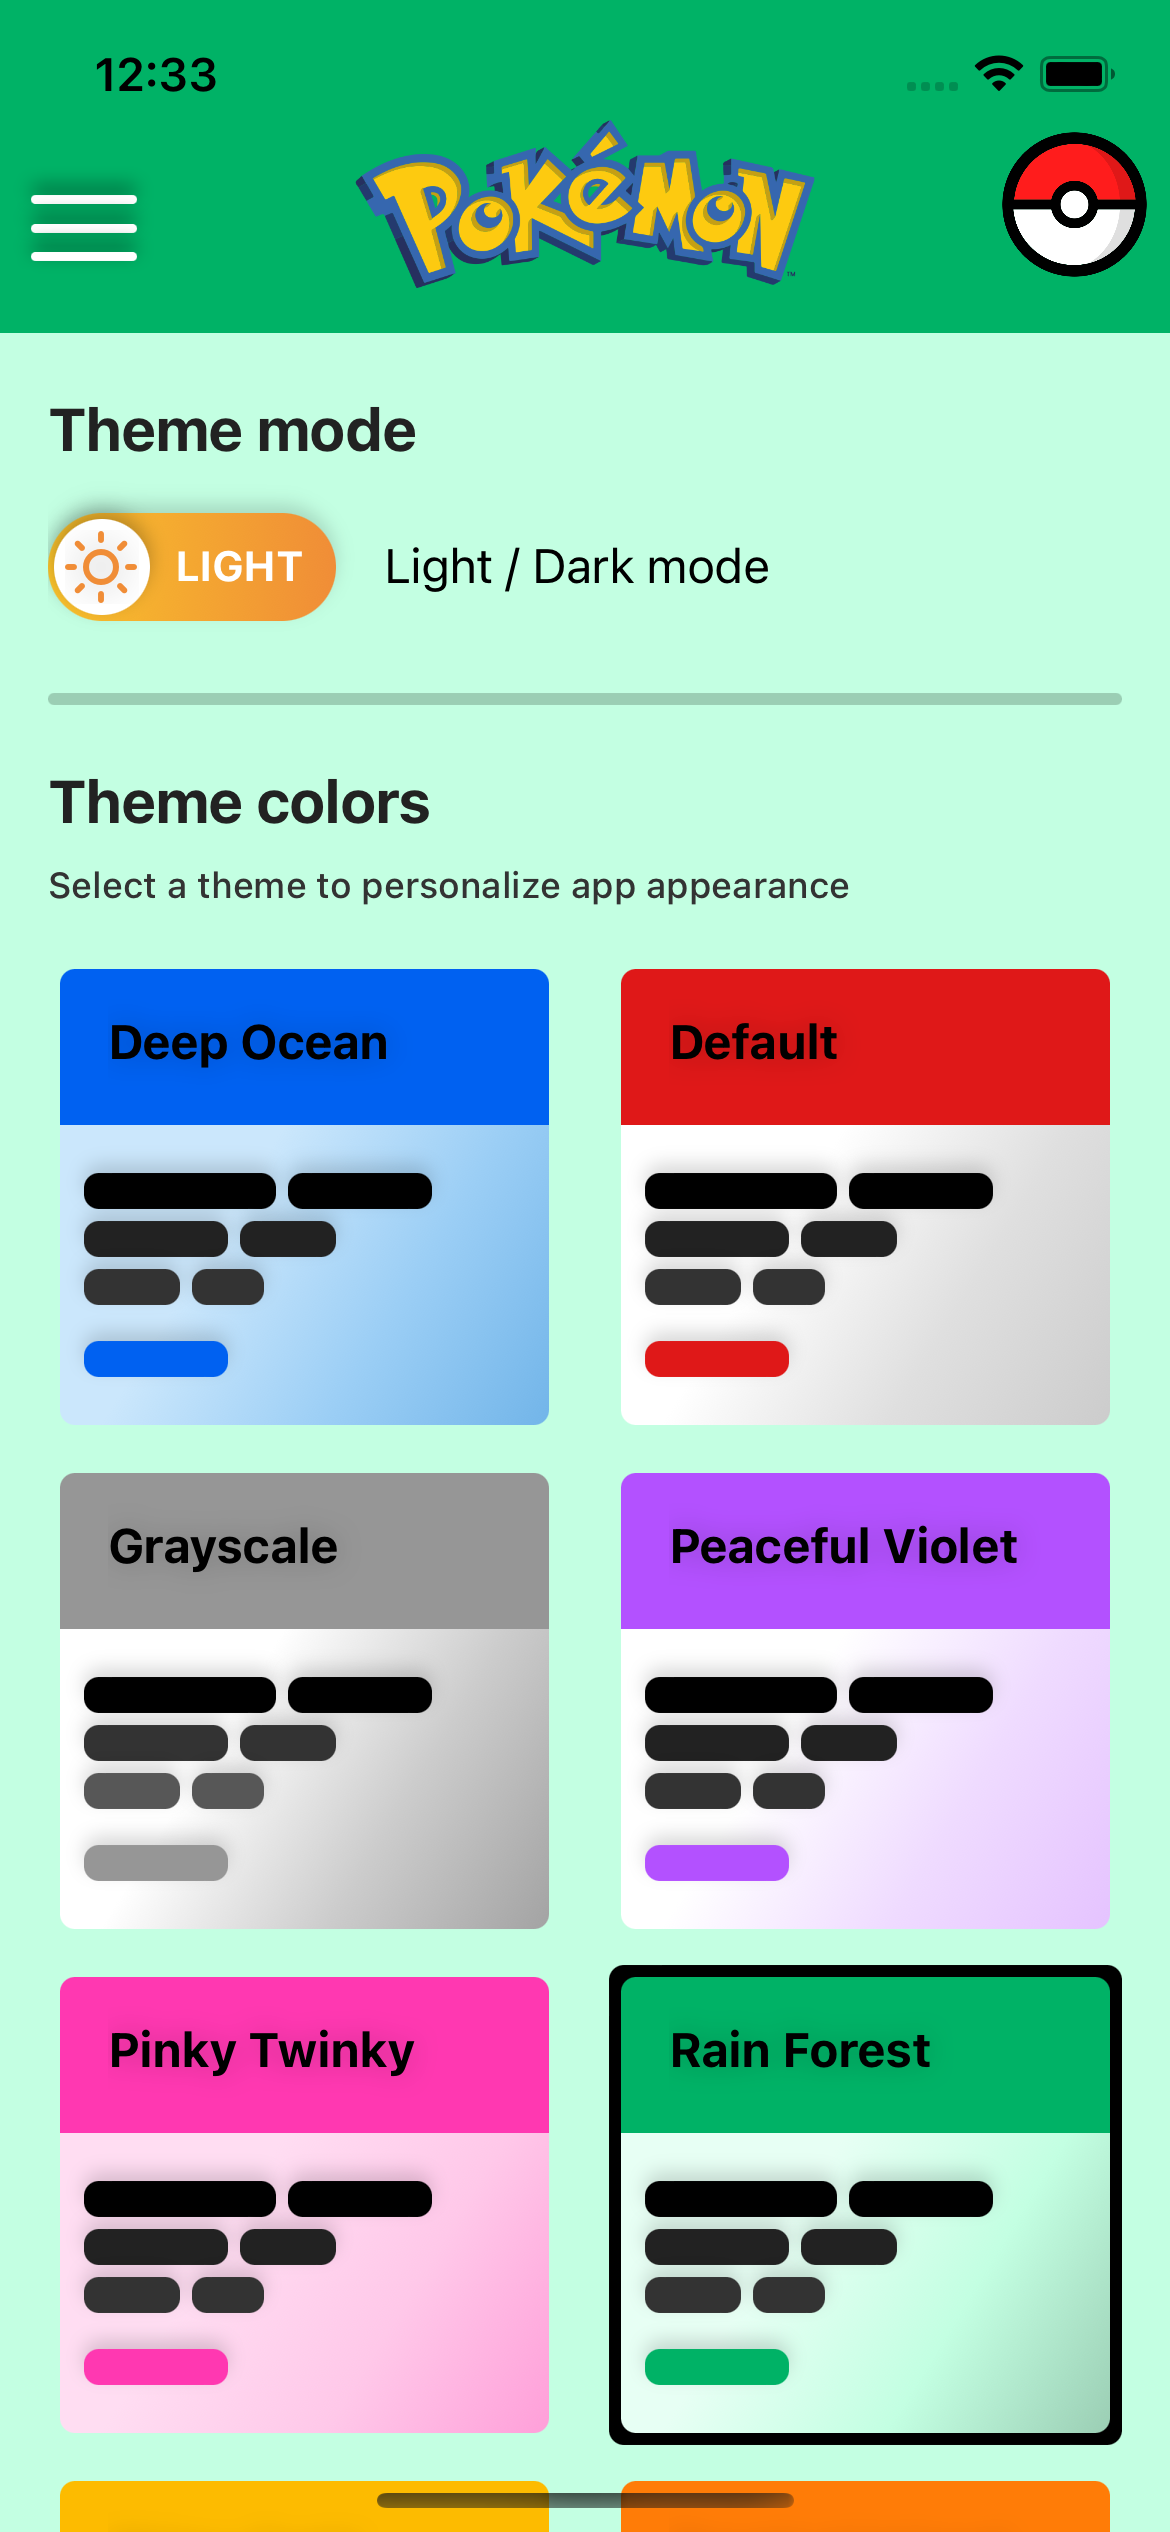 12:33
Pokémon
™
Theme mode
LIGHT
Light / Dark mode
Theme colors
Select a theme to personalize app appearance
Deep Ocean
Default
Grayscale
Peaceful Violet
Pinky Twinky
Rain Forest